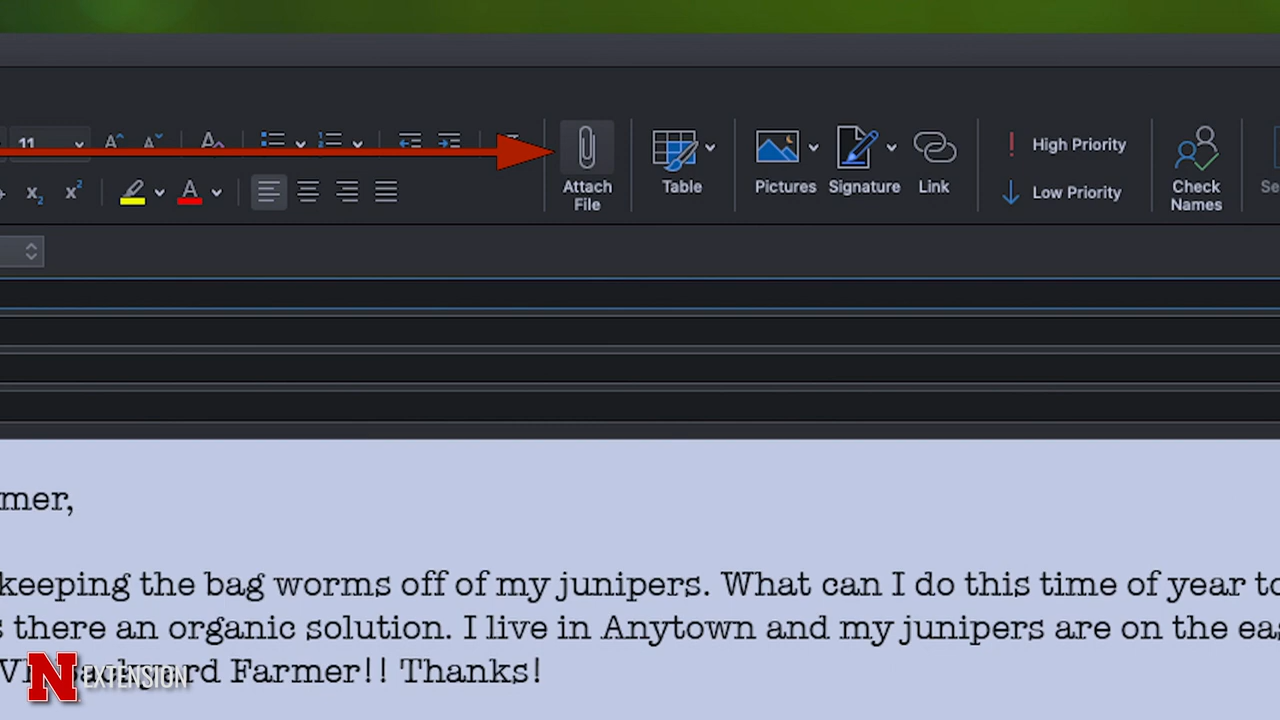 11
Attach File
Table
Pictures
Signature
Link
High Priority
Low Priority
Check Names
mer,
keeping the bag worms off of my junipers. What can I do this time of year to
s there an organic solution. I live in Anytown and my junipers are on the eas
Farmer!! Thanks!
N EXTENSION